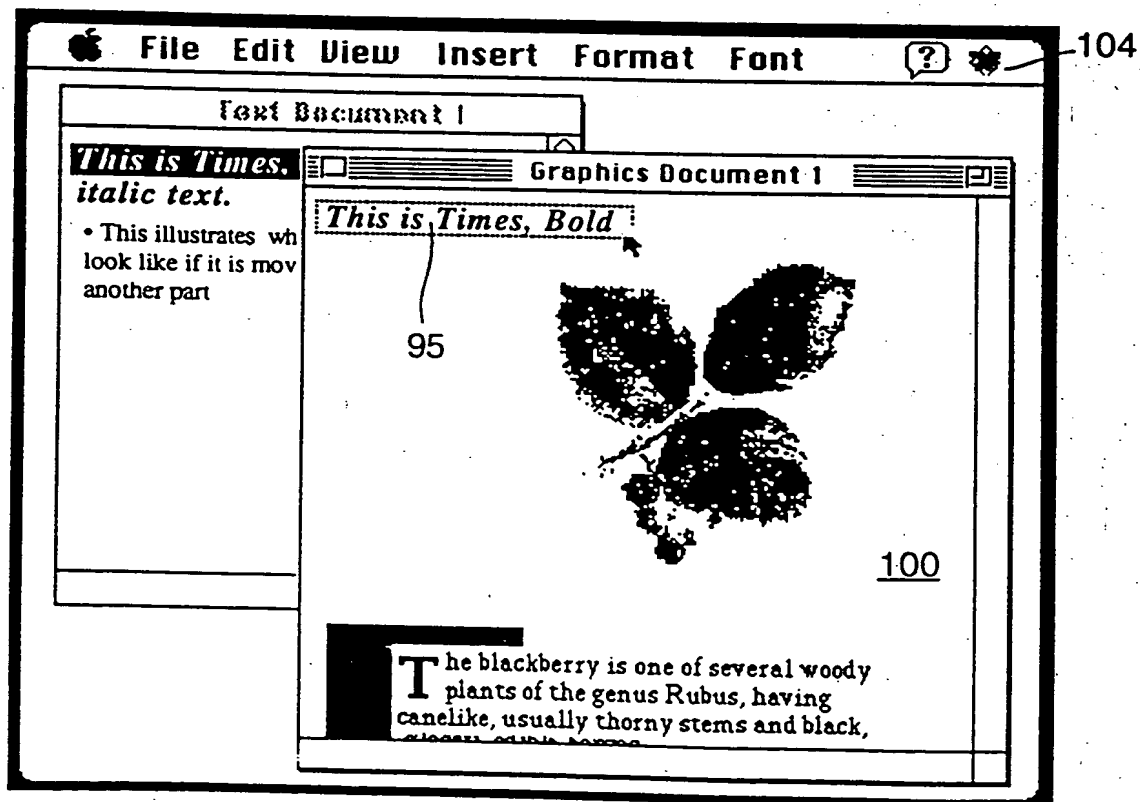 File Edit View Insert Format Font ?
104
Text Document 1
This is Times,
italic text.
• This illustrates wh
look like if it is mov
another part
Graphics Document 1
This is Times, Bold
95
100
The blackberry is one of several woody
plants of the genus Rubus, having
canelike, usually thorny stems and black,